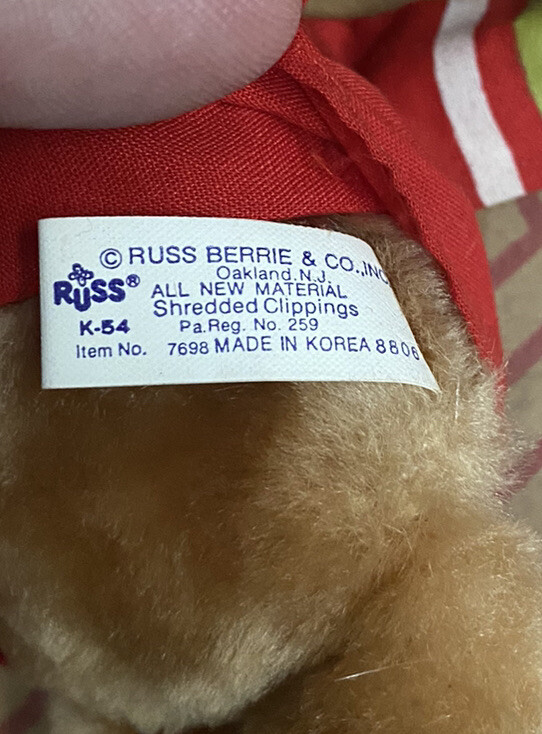 © RUSS BERRIE & CO., INC
Oakland, N.J.
RUSS® ALL NEW MATERIAL
Shredded Clippings
K-54 Pa. Reg. No. 259
Item No. 7698 MADE IN KOREA 8806